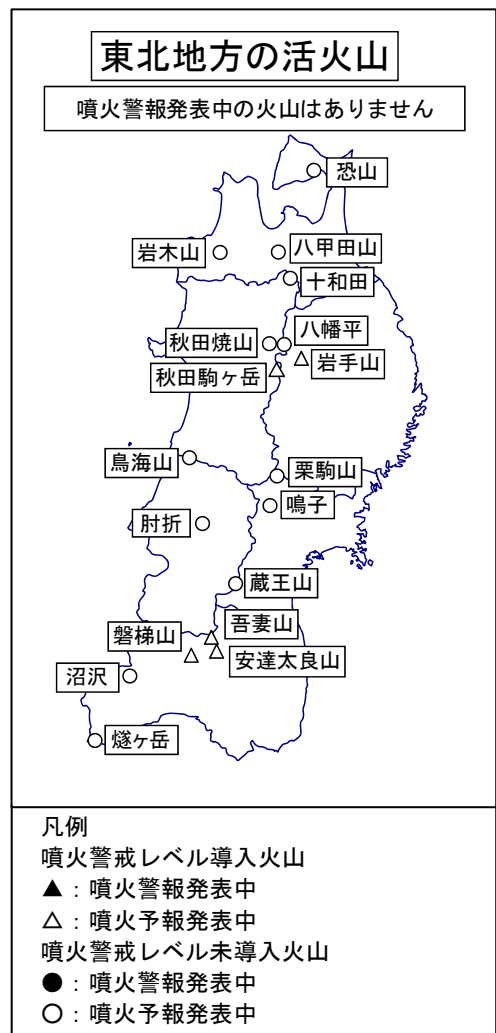 東北地方の活火山
噴火警報発表中の火山はありません
恐山
岩木山
八甲田山
十和田
秋田焼山
八幡平
岩手山
秋田駒ヶ岳
鳥海山
栗駒山
鳴子
肘折
蔵王山
吾妻山
磐梯山
安達太良山
沼沢
燧ヶ岳
凡例
噴火警戒レベル導入火山
▲：噴火警報発表中
△：噴火予報発表中
噴火警戒レベル未導入火山
●：噴火警報発表中
○：噴火予報発表中